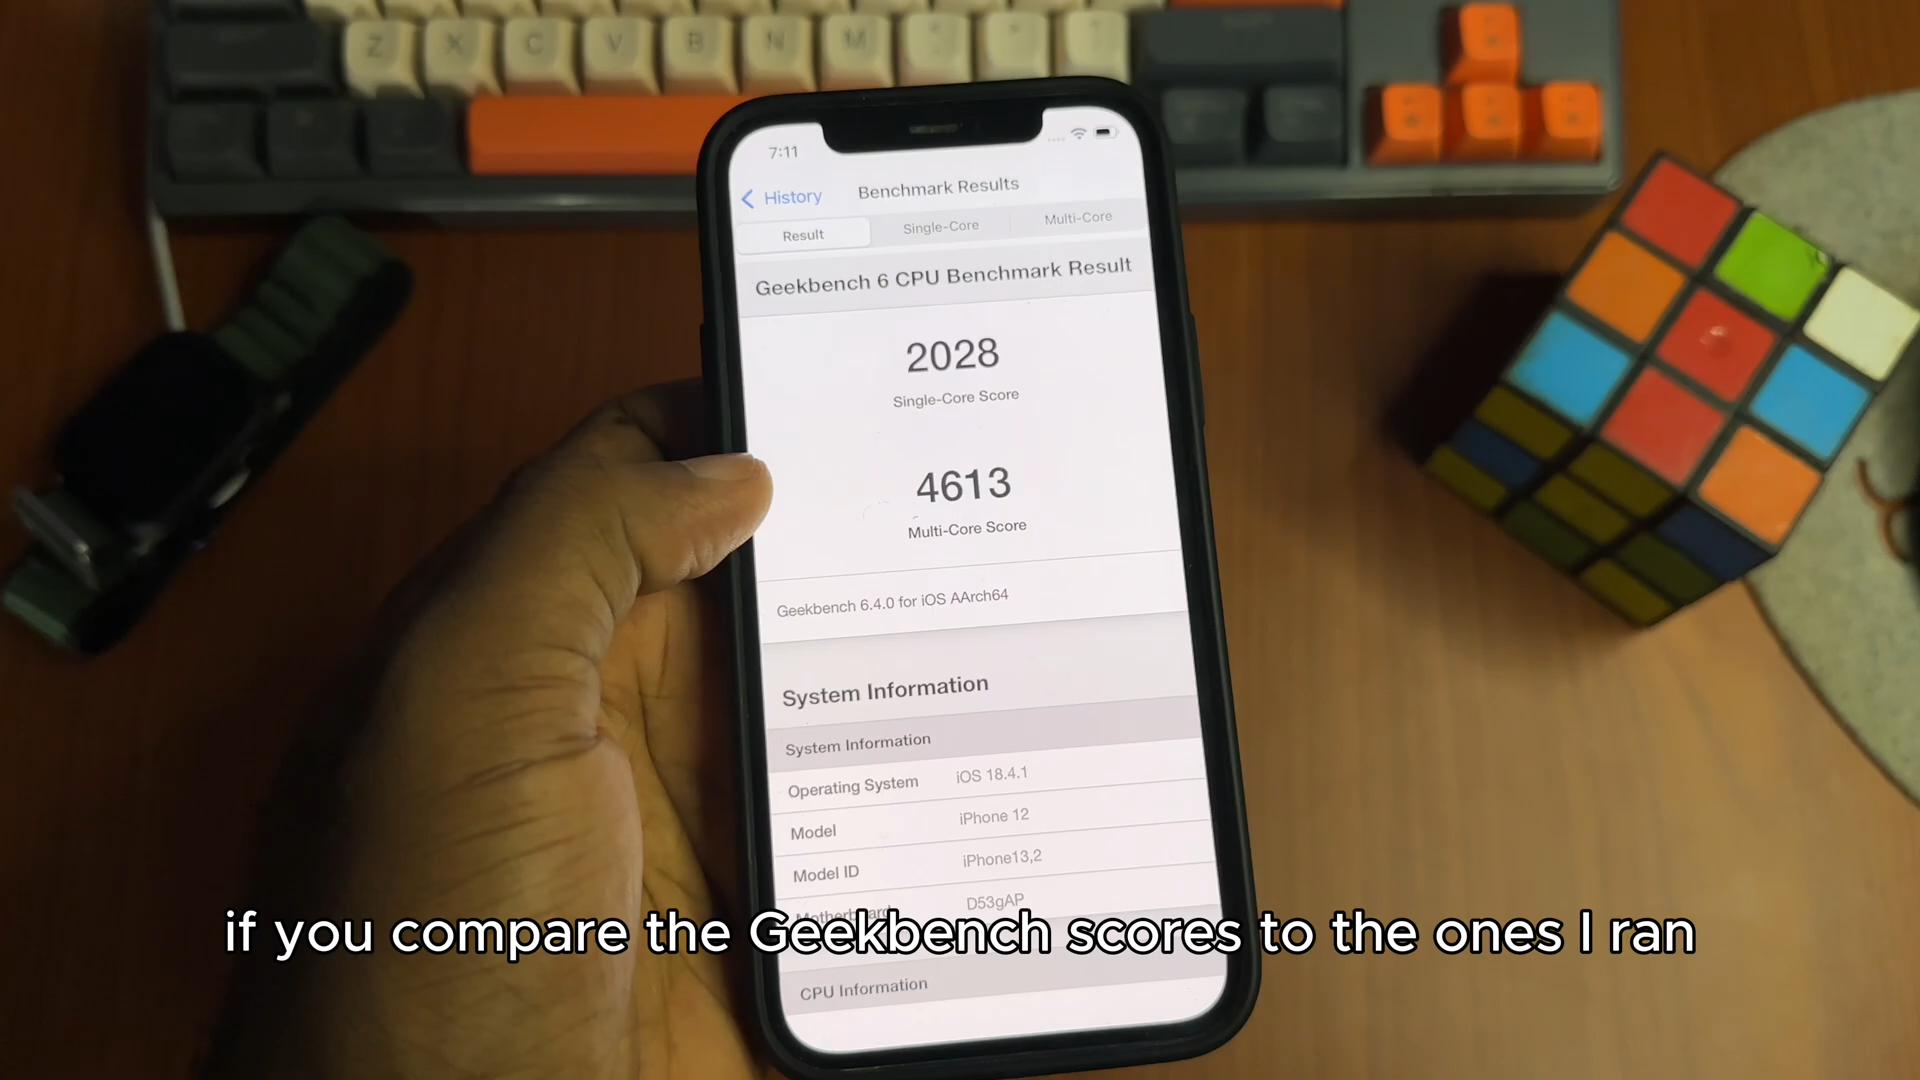 Z X C V B N M
7:11
History
Benchmark Results
Result
Single-Core
Multi-Core
Geekbench 6 CPU Benchmark Result
2028
Single-Core Score
4613
Multi-Core Score
Geekbench 6.4.0 for iOS AArch64
System Information
System Information
Operating System iOS 18.4.1
Model iPhone 12
Model ID iPhone13,2
Motherboard D53gAP
if you compare the Geekbench scores to the ones I ran
CPU Information